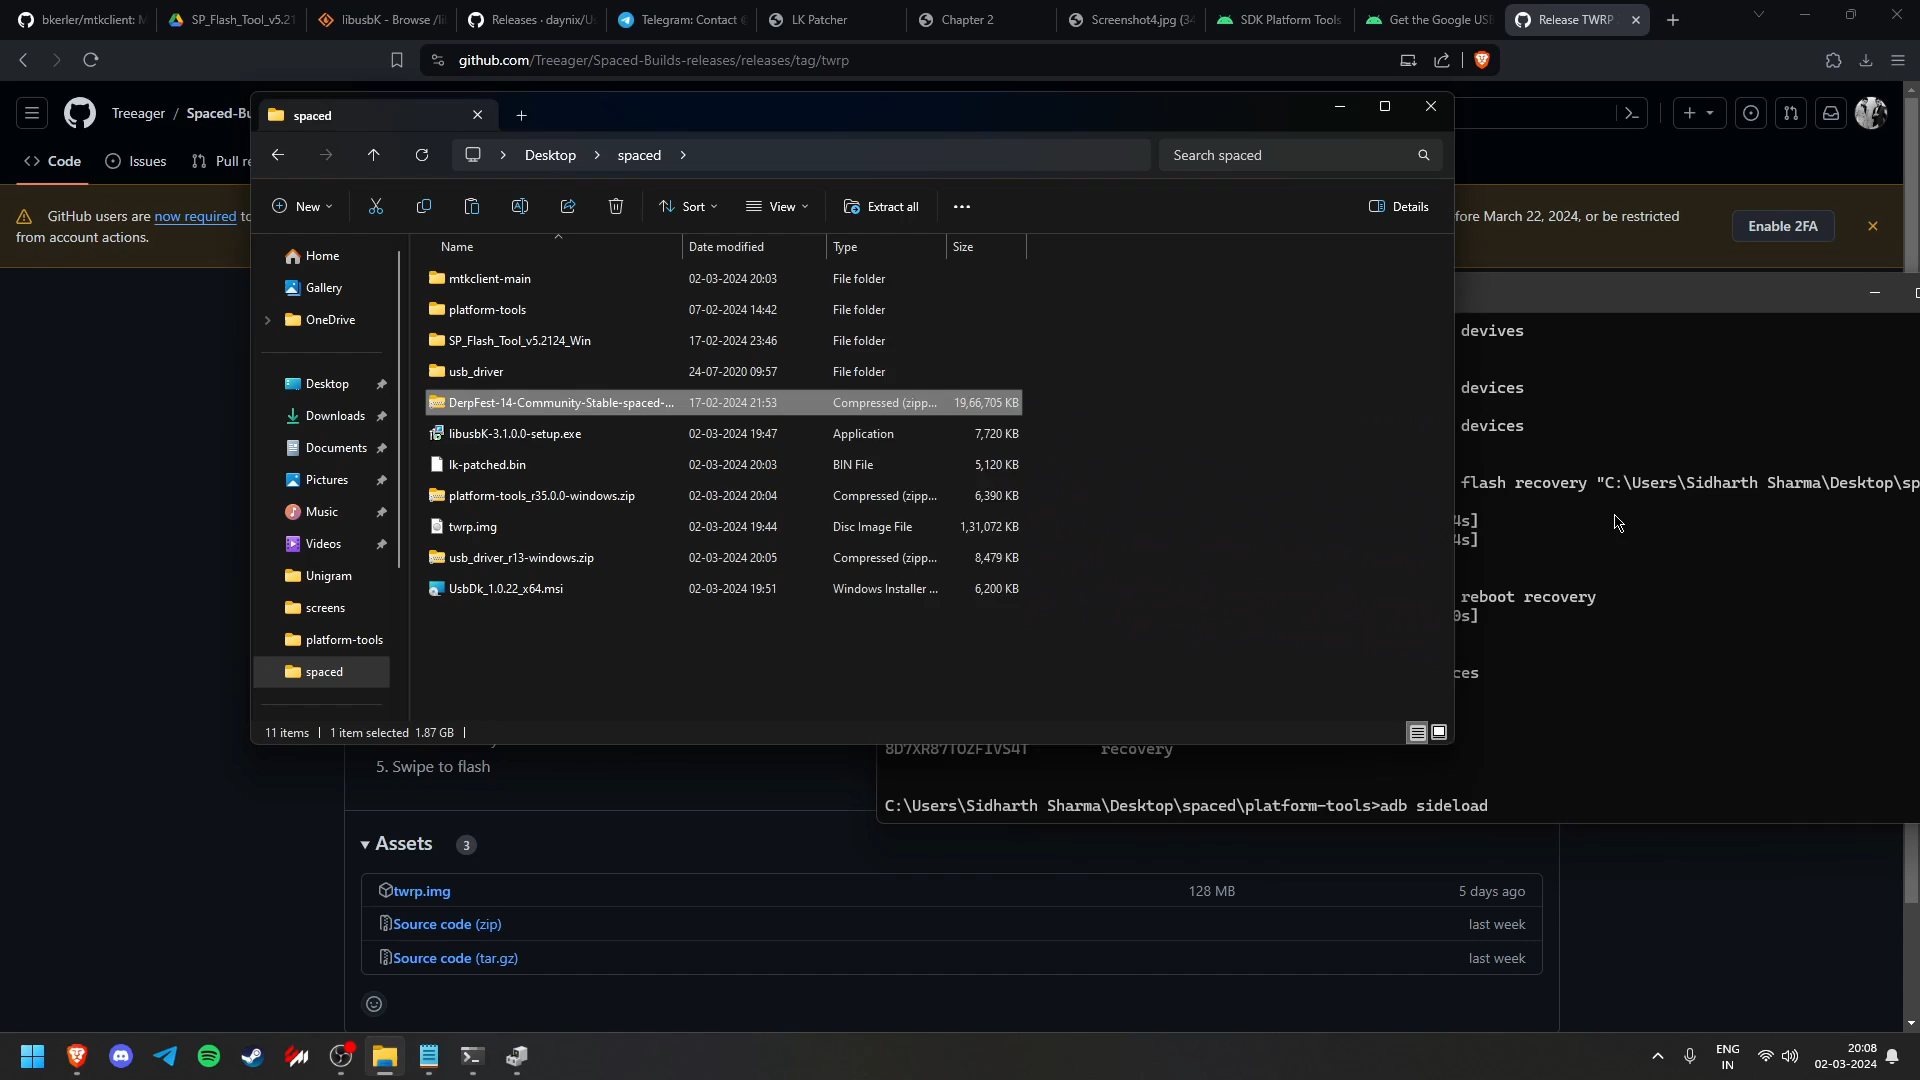 bkerler/mtkclient: M
SP_Flash_Tool_v5.21
libusbK - Browse /li
Releases · daynix/Us
Telegram: Contact @
LK Patcher
Chapter 2
Screenshot4.jpg (34
SDK Platform Tools
Get the Google USB
Release TWRP
github.com/Treeager/Spaced-Builds-releases/releases/tag/twrp
Treeager / Spaced-Bu
Code
Issues
Pull re
GitHub users are now required to
from account actions.
fore March 22, 2024, or be restricted
Enable 2FA
spaced
Desktop
spaced
Search spaced
New
Sort
View
Extract all
Details
Name Date modified Type Size
Home
Gallery
OneDrive
Desktop
Downloads
Documents
Pictures
Music
Videos
Unigram
screens
platform-tools
spaced
mtkclient-main 02-03-2024 20:03 File folder
platform-tools 07-02-2024 14:42 File folder
SP_Flash_Tool_v5.2124_Win 17-02-2024 23:46 File folder
usb_driver 24-07-2020 09:57 File folder
DerpFest-14-Community-Stable-spaced-... 17-02-2024 21:53 Compressed (zipp... 19,66,705 KB
libusbK-3.1.0.0-setup.exe 02-03-2024 19:47 Application 7,720 KB
lk-patched.bin 02-03-2024 20:03 BIN File 5,120 KB
platform-tools_r35.0.0-windows.zip 02-03-2024 20:04 Compressed (zipp... 6,390 KB
twrp.img 02-03-2024 19:44 Disc Image File 1,31,072 KB
usb_driver_r13-windows.zip 02-03-2024 20:05 Compressed (zipp... 8,479 KB
UsbDk_1.0.22_x64.msi 02-03-2024 19:51 Windows Installer ... 6,200 KB
11 items
1 item selected 1.87 GB
devives
devices
devices
flash recovery "C:\Users\Sidharth Sharma\Desktop\sp
4s]
4s]
reboot recovery
0s]
ces
8D7XR87TOZFIVS4T recovery
C:\Users\Sidharth Sharma\Desktop\spaced\platform-tools>adb sideload
5. Swipe to flash
Assets 3
twrp.img 128 MB 5 days ago
Source code (zip) last week
Source code (tar.gz) last week
ENG
IN
20:08
02-03-2024